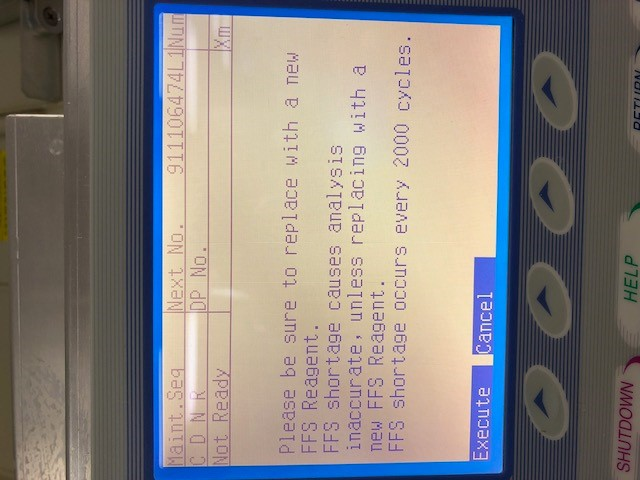 Maint.Seq Next No. 911106474L1 Num
C D N R DP No. Xm
Not Ready
Please be sure to replace with a new
FFS Reagent.
FFS shortage causes analysis
inaccurate, unless replacing with a
new FFS Reagent.
FFS shortage occurs every 2000 cycles.
Execute Cancel
SHUTDOWN HELP RETURN